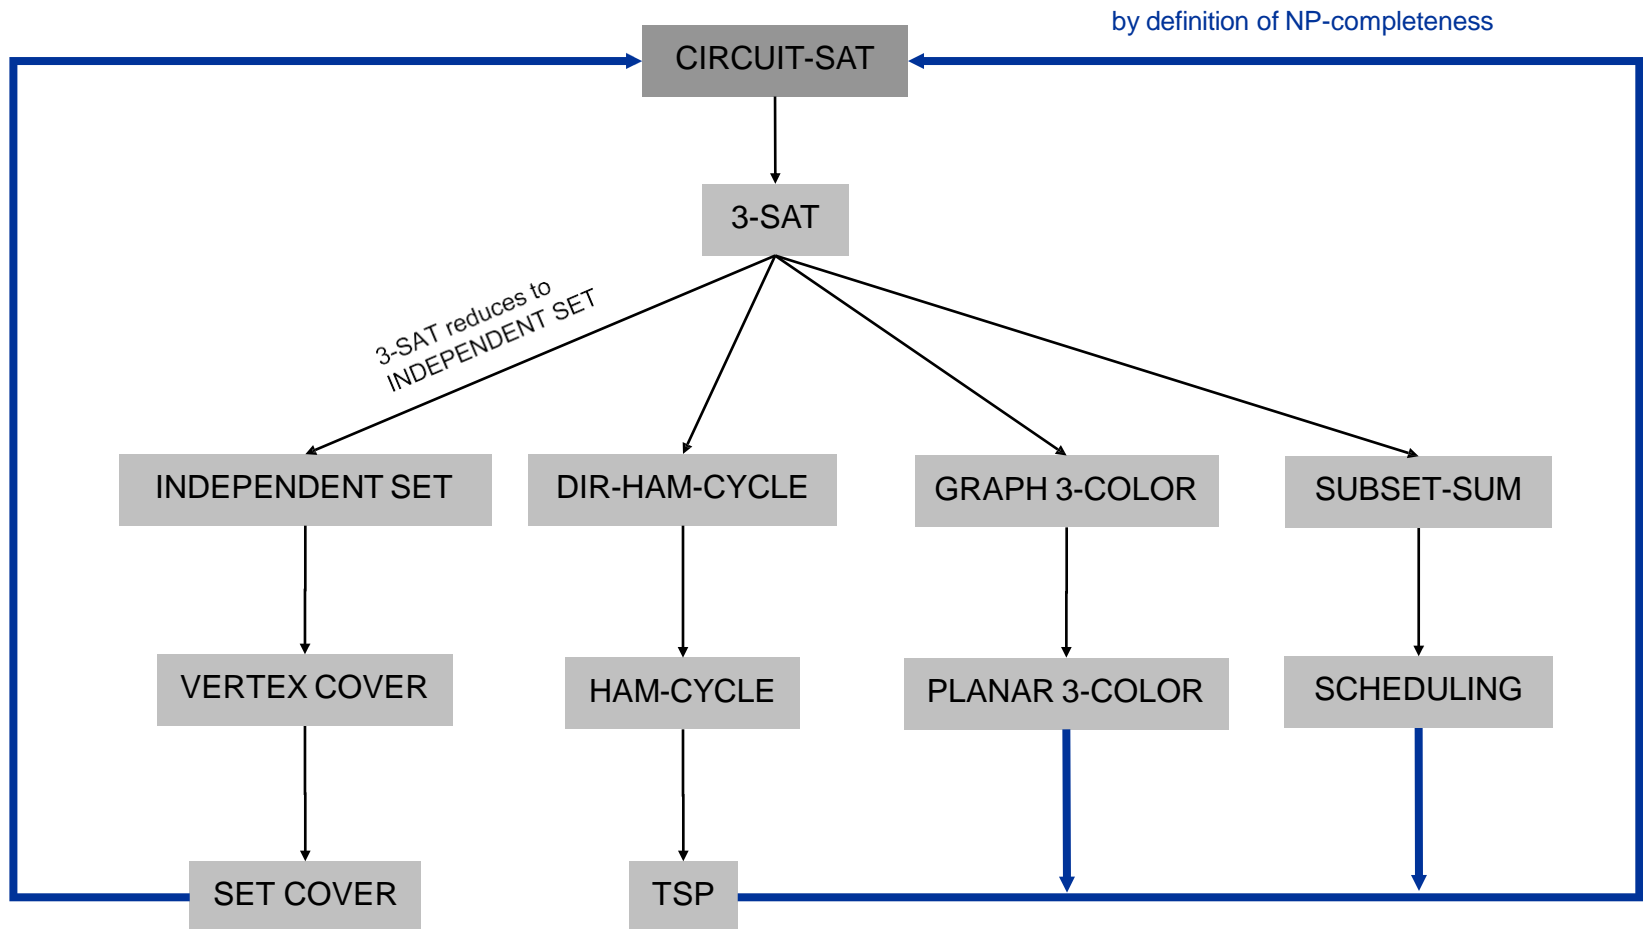 by definition of NP-completeness
CIRCUIT-SAT
3-SAT
3-SAT reduces to
INDEPENDENT SET
INDEPENDENT SET
DIR-HAM-CYCLE
GRAPH 3-COLOR
SUBSET-SUM
VERTEX COVER
HAM-CYCLE
PLANAR 3-COLOR
SCHEDULING
SET COVER
TSP